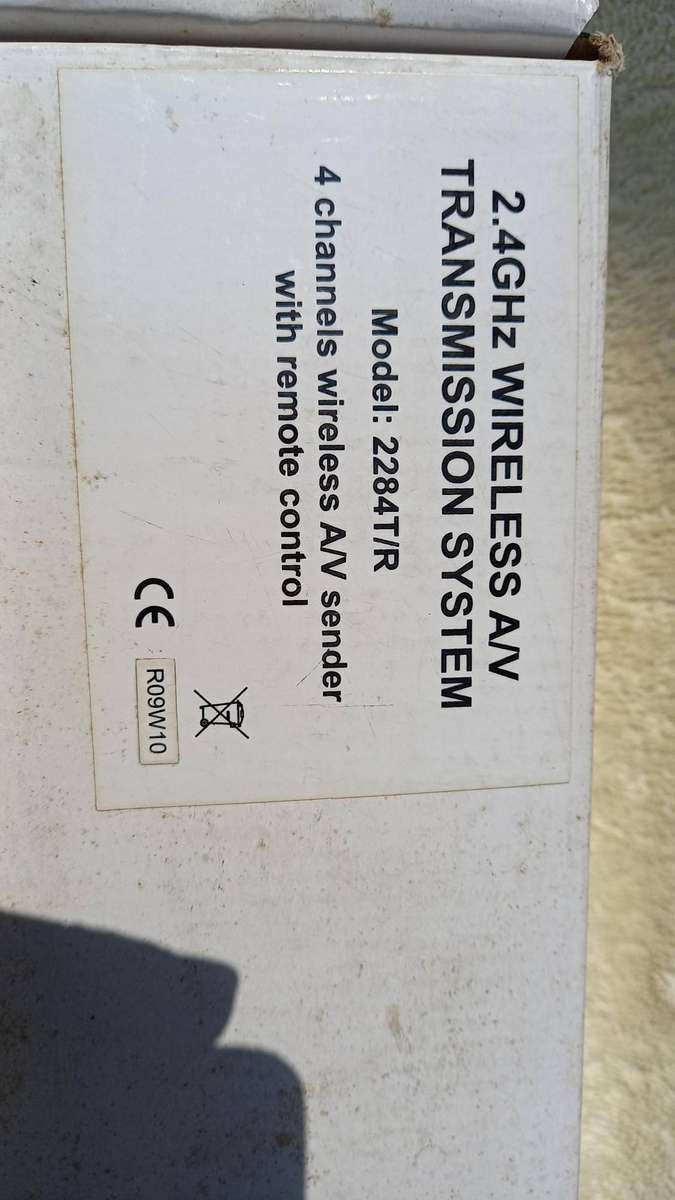 2.4GHz WIRELESS A/V
TRANSMISSION SYSTEM
Model: 2284T/R
4 channels wireless A/V sender
with remote control
CE
R09W10